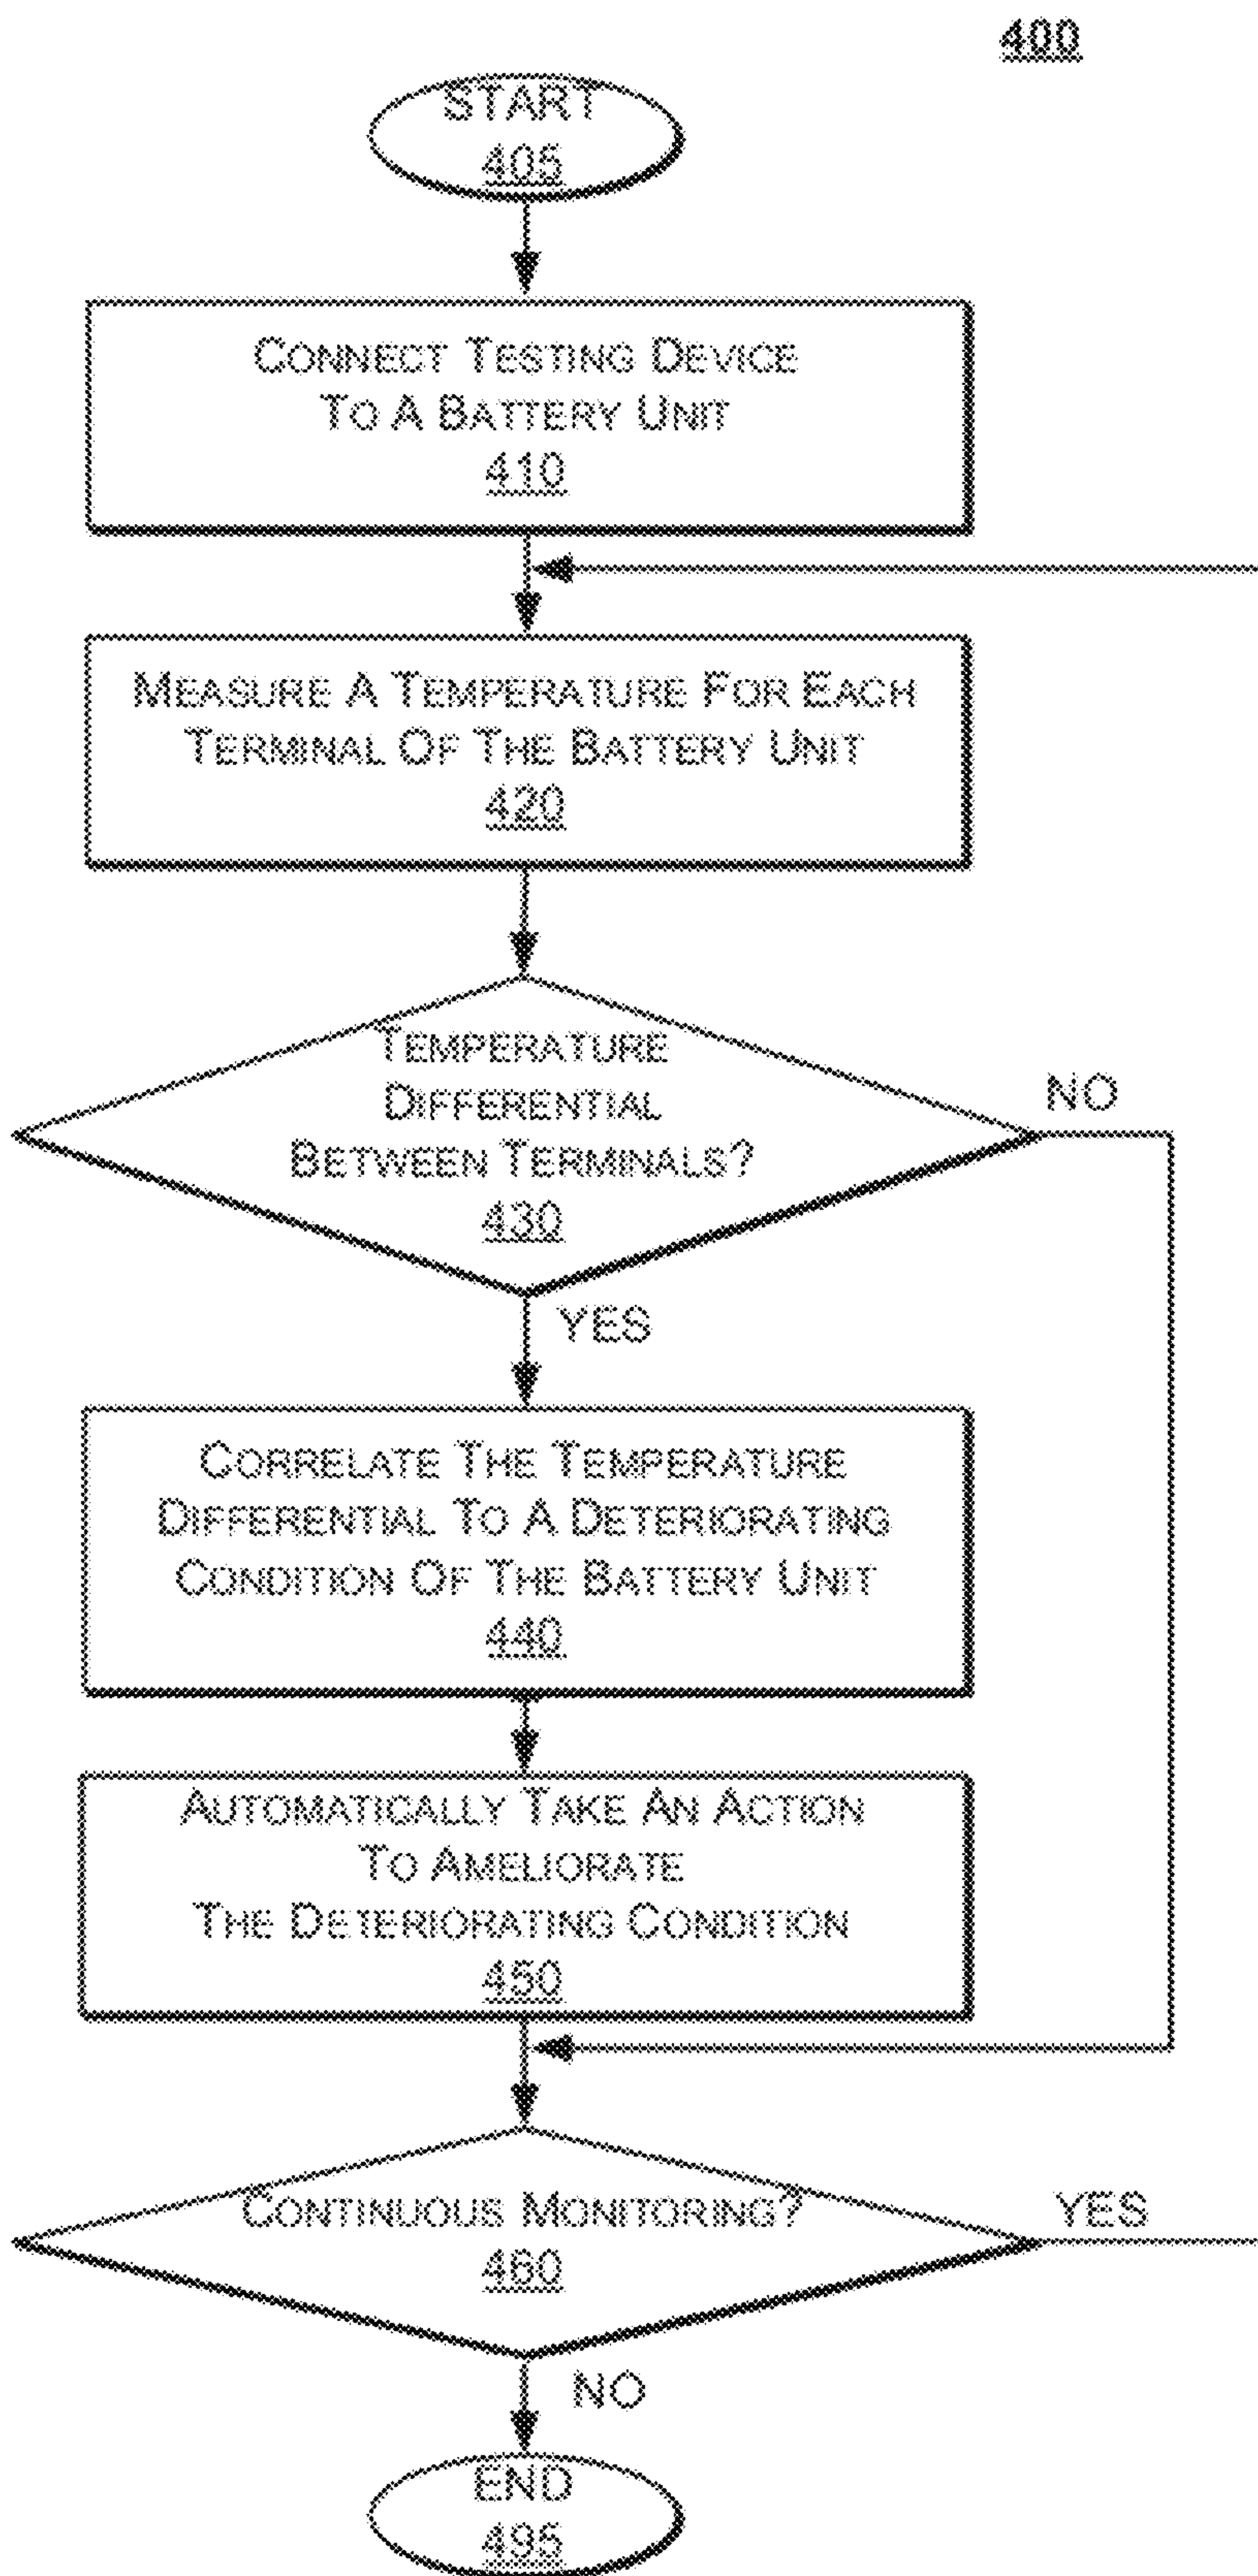 400
START
405
CONNECT TESTING DEVICE
TO A BATTERY UNIT
410
MEASURE A TEMPERATURE FOR EACH
TERMINAL OF THE BATTERY UNIT
420
TEMPERATURE
DIFFERENTIAL
BETWEEN TERMINALS?
430
NO
YES
CORRELATE THE TEMPERATURE
DIFFERENTIAL TO A DETERIORATING
CONDITION OF THE BATTERY UNIT
440
AUTOMATICALLY TAKE AN ACTION
TO AMELIORATE
THE DETERIORATING CONDITION
450
CONTINUOUS MONITORING?
460
YES
NO
END
495